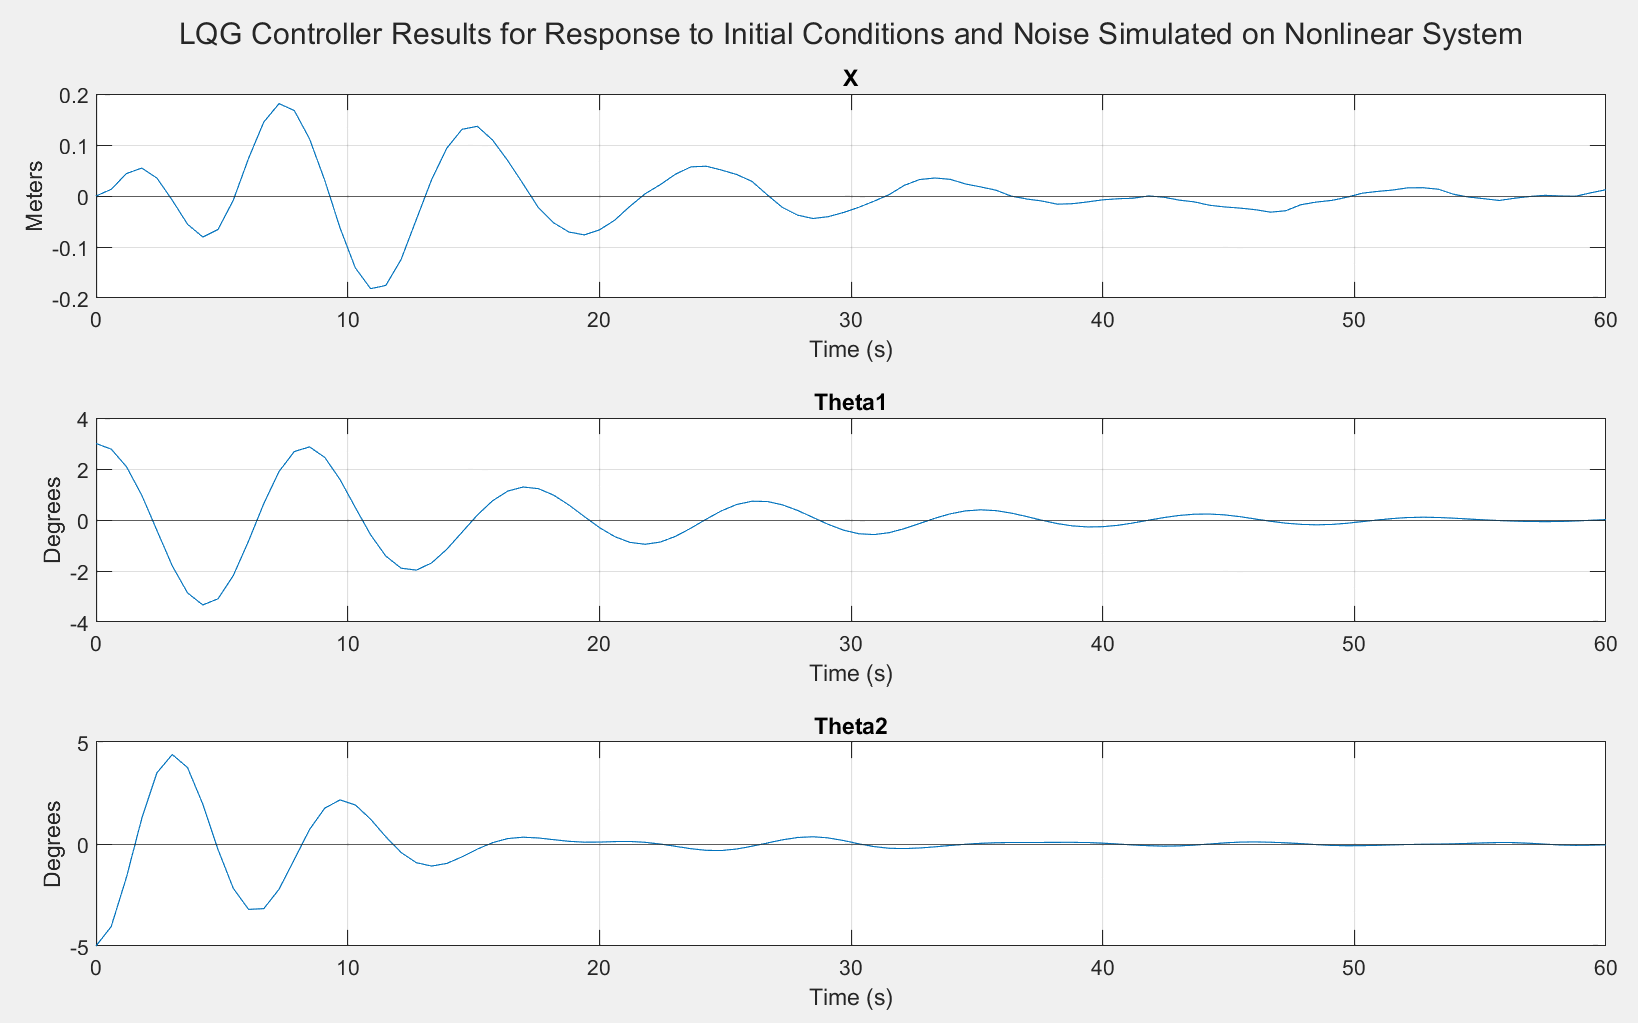 LQG Controller Results for Response to Initial Conditions and Noise Simulated on Nonlinear System
X
Meters
0.2
0.1
0
-0.1
-0.2
0 10 20 30 40 50 60
Time (s)
Theta1
Degrees
4
2
0
-2
-4
0 10 20 30 40 50 60
Time (s)
Theta2
Degrees
5
0
-5
0 10 20 30 40 50 60
Time (s)